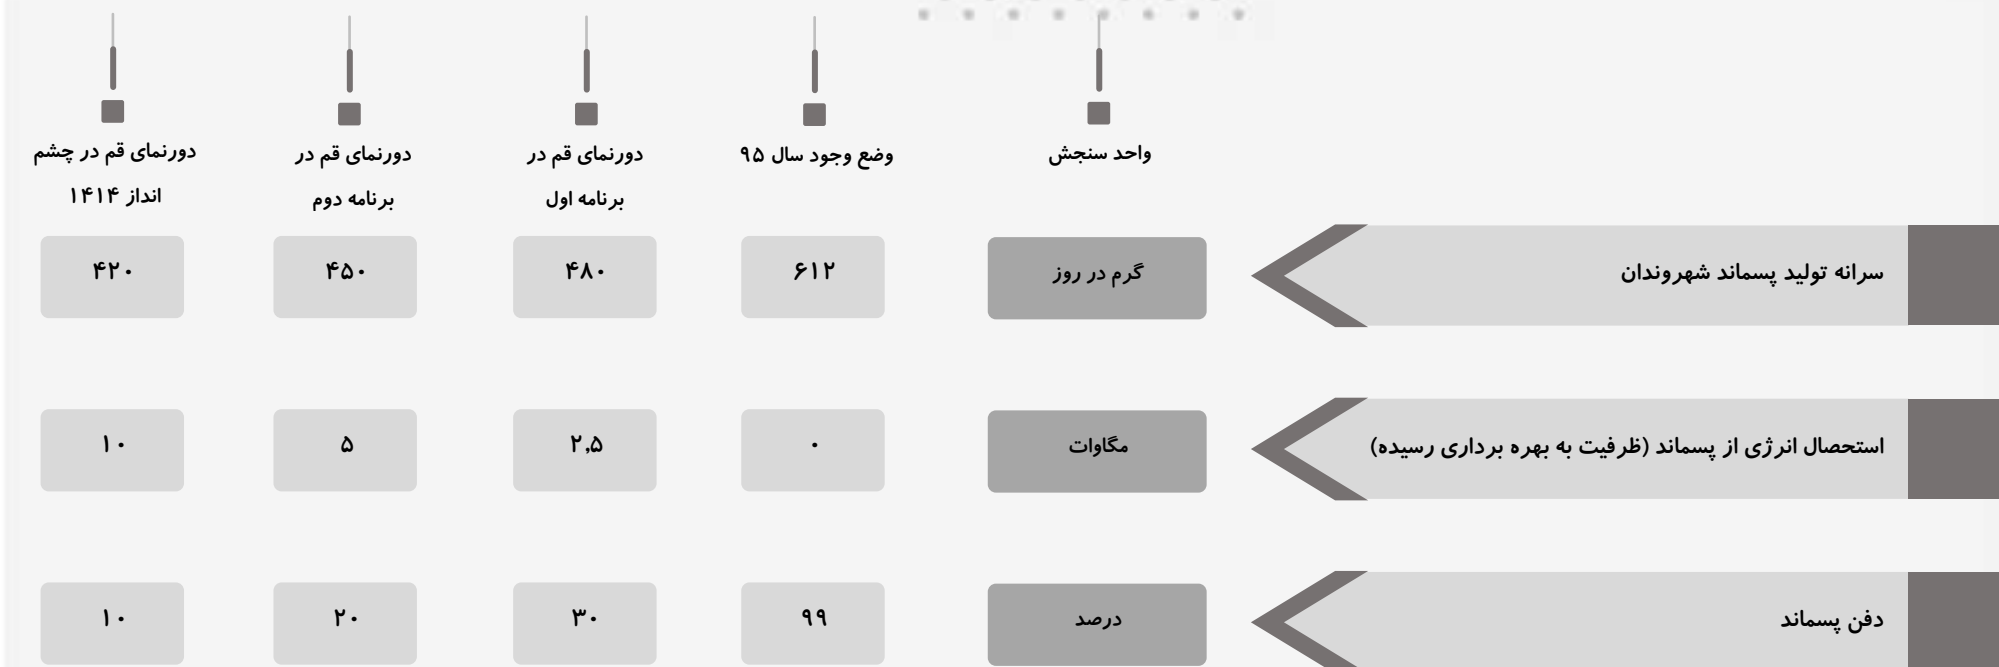 واحد سنجش
وضع وجود سال ۹۵
دورنمای قم در
برنامه اول
دورنمای قم در
برنامه دوم
دورنمای قم در چشم
انداز ۱۴۱۴
سرانه تولید پسماند شهروندان
گرم در روز
۶۱۲
۴۸۰
۴۵۰
۴۲۰
استحصال انرژی از پسماند (ظرفیت به بهره برداری رسیده)
مگاوات
۰
۲,۵
۵
۱۰
دفن پسماند
درصد
۹۹
۳۰
۲۰
۱۰